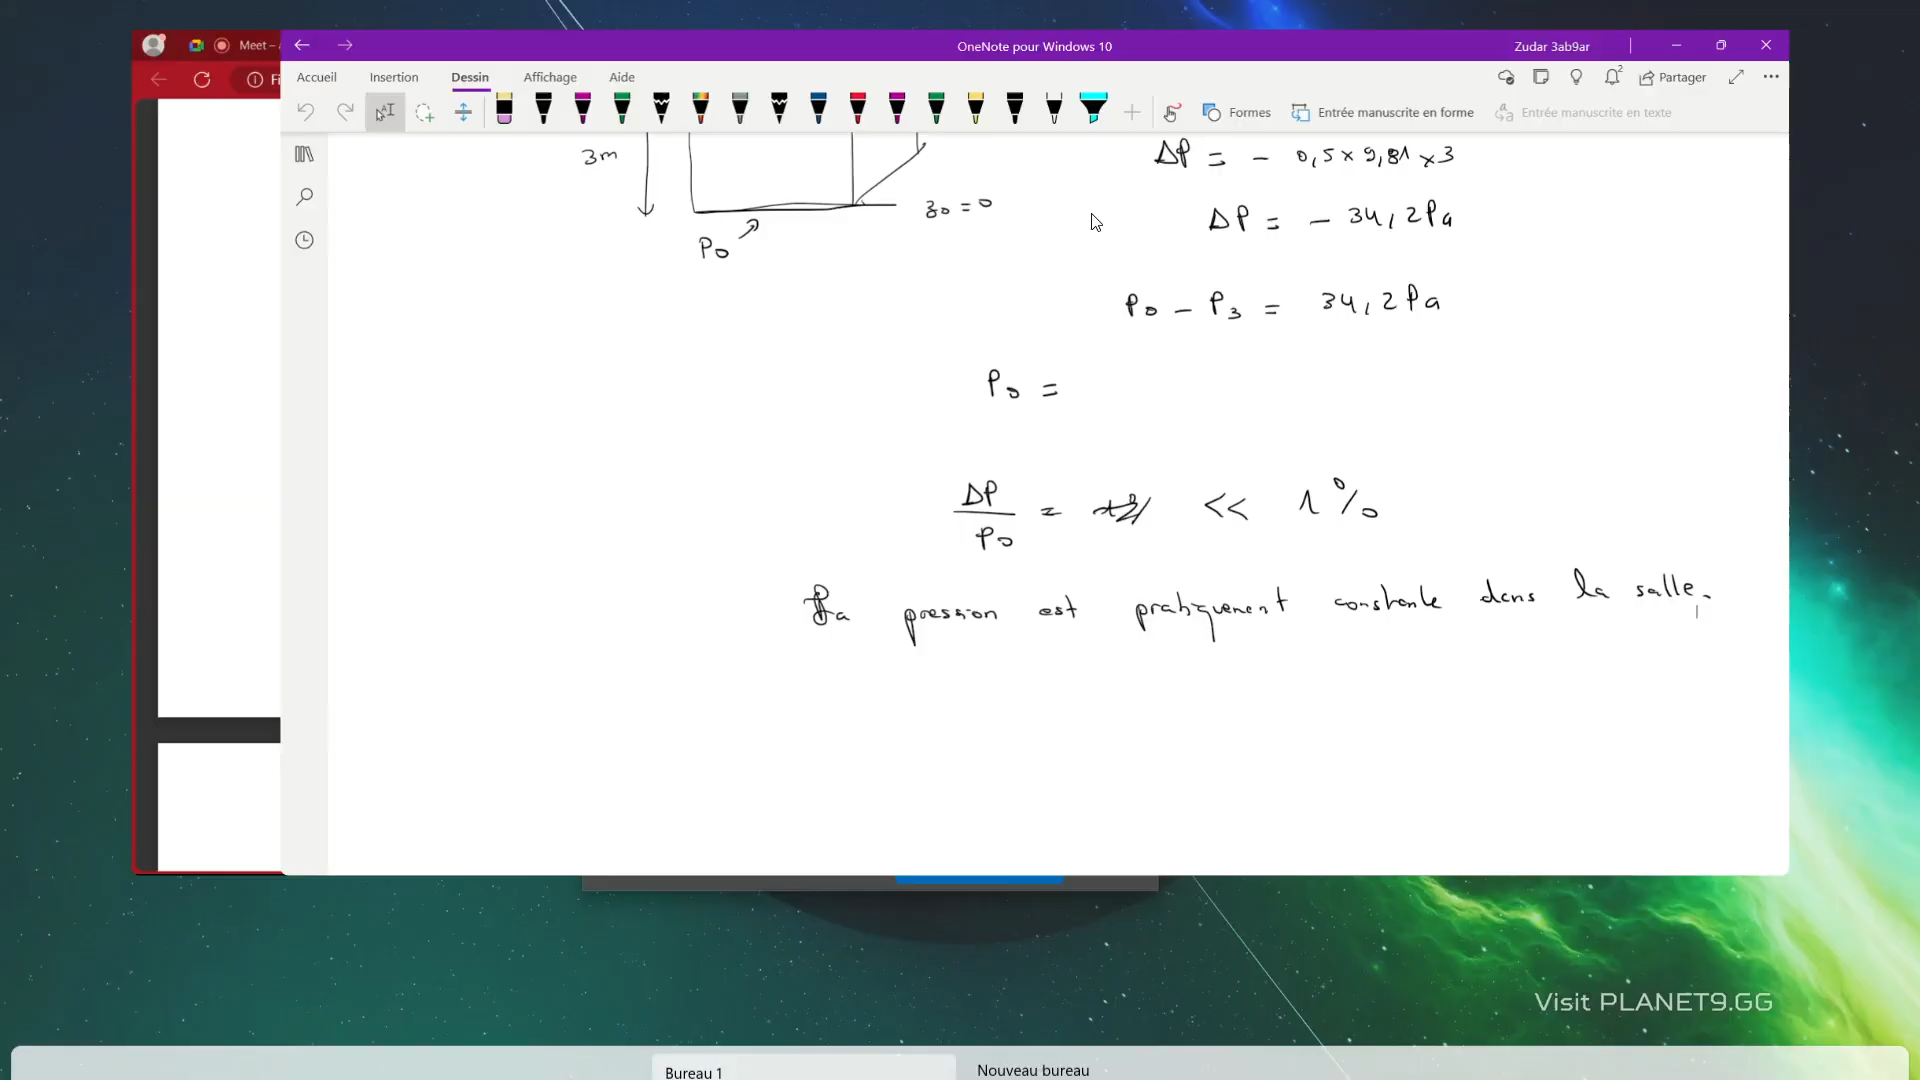 Meet –
OneNote pour Windows 10
Zudar 3ab9ar
Fi
Accueil Insertion Dessin Affichage Aide
2
Partager
Formes Entrée manuscrite en forme Entrée manuscrite en texte
3m
z0 = 0
P0
ΔP = - 0,5 x 9,81 x 3
ΔP = - 34,2Pa
P0 - P3 = 34,2Pa
P0 =
ΔP
P0
= << 1%
La pression est pratiquement constante dans la salle.
Visit PLANET9.GG
Bureau 1
Nouveau bureau